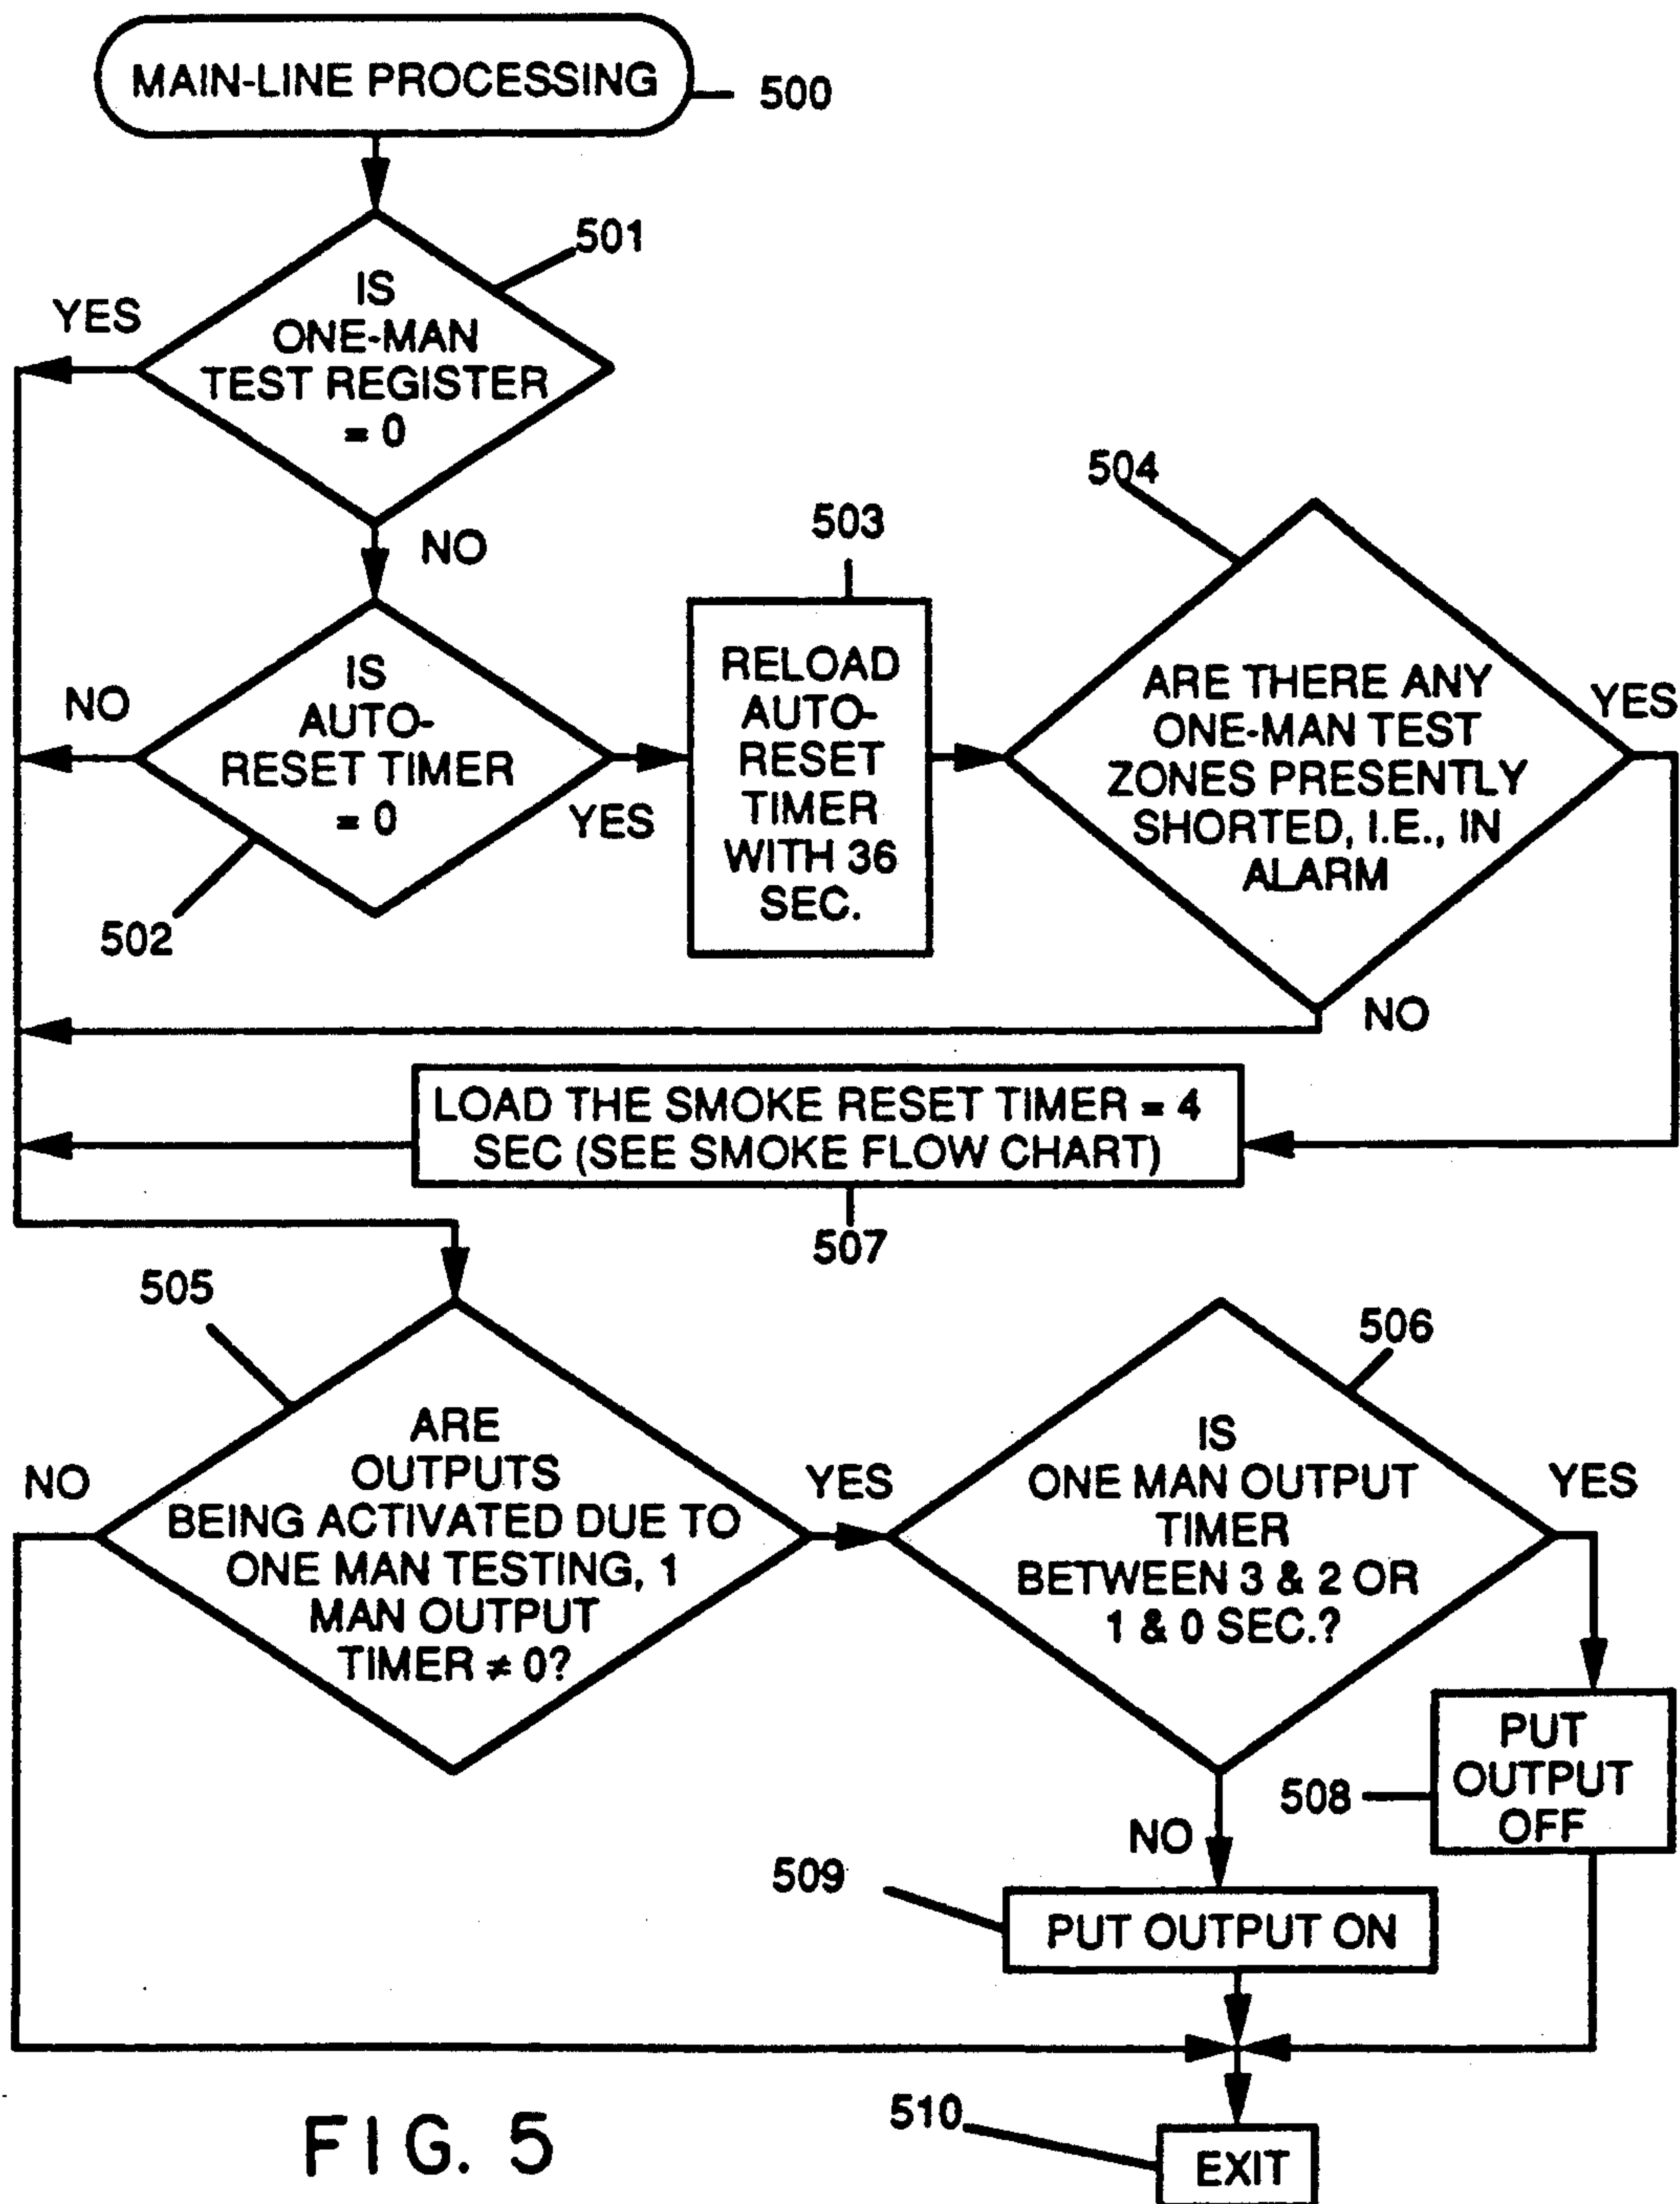 MAIN-LINE PROCESSING
500
501
IS
ONE-MAN
TEST REGISTER
= 0
YES
NO
502
IS
AUTO-
RESET TIMER
= 0
NO
YES
503
RELOAD
AUTO-
RESET
TIMER
WITH 36
SEC.
504
ARE THERE ANY
ONE-MAN TEST
ZONES PRESENTLY
SHORTED, I.E., IN
ALARM
YES
NO
LOAD THE SMOKE RESET TIMER = 4
SEC (SEE SMOKE FLOW CHART)
507
505
ARE
OUTPUTS
BEING ACTIVATED DUE TO
ONE MAN TESTING, 1
MAN OUTPUT
TIMER ≠ 0?
NO
YES
506
IS
ONE MAN OUTPUT
TIMER
BETWEEN 3 & 2 OR
1 & 0 SEC.?
YES
NO
508
PUT
OUTPUT
OFF
509
PUT OUTPUT ON
510
EXIT
FIG. 5